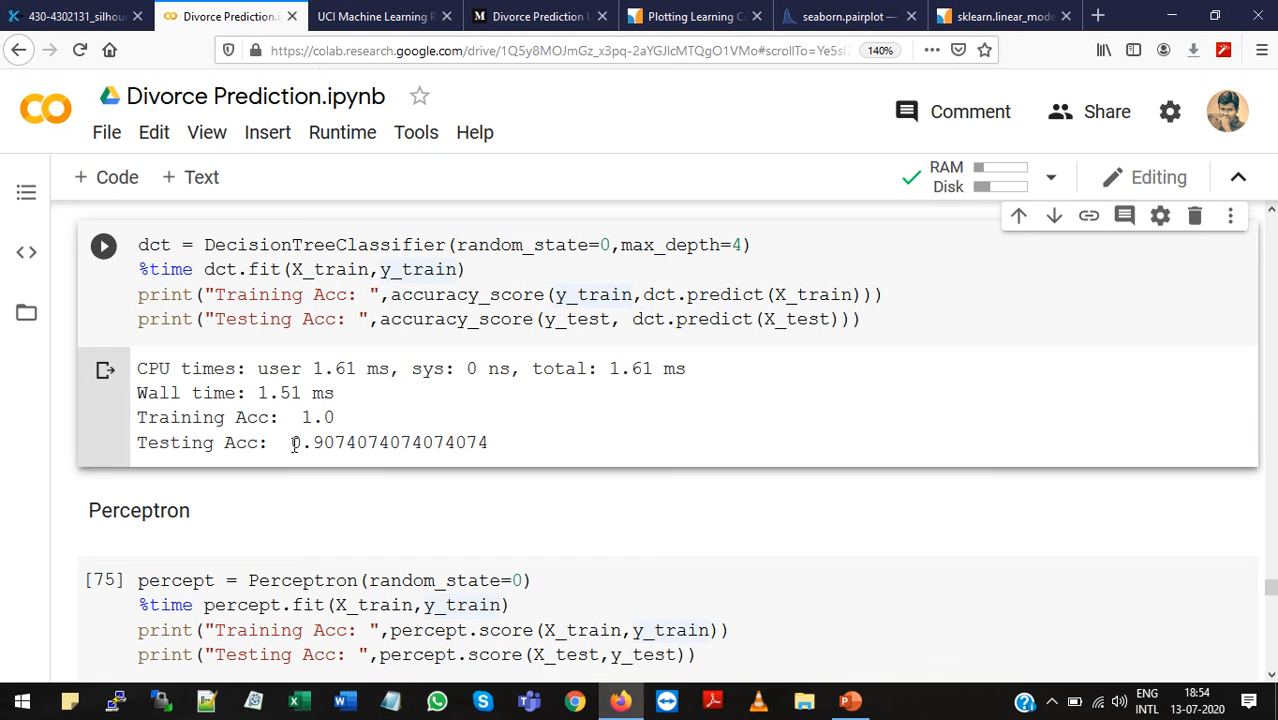 430-4302131_silhou
Divorce Prediction.i
UCI Machine Learning R
Divorce Prediction U
Plotting Learning C
seaborn.pairplot —
sklearn.linear_mode
https://colab.research.google.com/drive/1Q5y8MOJmGz_x3pq-2aYGJIcMTQgO1VMo#scrollTo=Ye5sl7
140%
Divorce Prediction.ipynb
Comment
Share
File Edit View Insert Runtime Tools Help
+ Code + Text
RAM
Disk
Editing
dct = DecisionTreeClassifier(random_state=0,max_depth=4)
%time dct.fit(X_train,y_train)
print("Training Acc: ",accuracy_score(y_train,dct.predict(X_train)))
print("Testing Acc: ",accuracy_score(y_test, dct.predict(X_test)))
CPU times: user 1.61 ms, sys: 0 ns, total: 1.61 ms
Wall time: 1.51 ms
Training Acc:  1.0
Testing Acc:  0.9074074074074074
Perceptron
[75]
percept = Perceptron(random_state=0)
%time percept.fit(X_train,y_train)
print("Training Acc: ",percept.score(X_train,y_train))
print("Testing Acc: ",percept.score(X_test,y_test))
ENG
INTL
18:54
13-07-2020